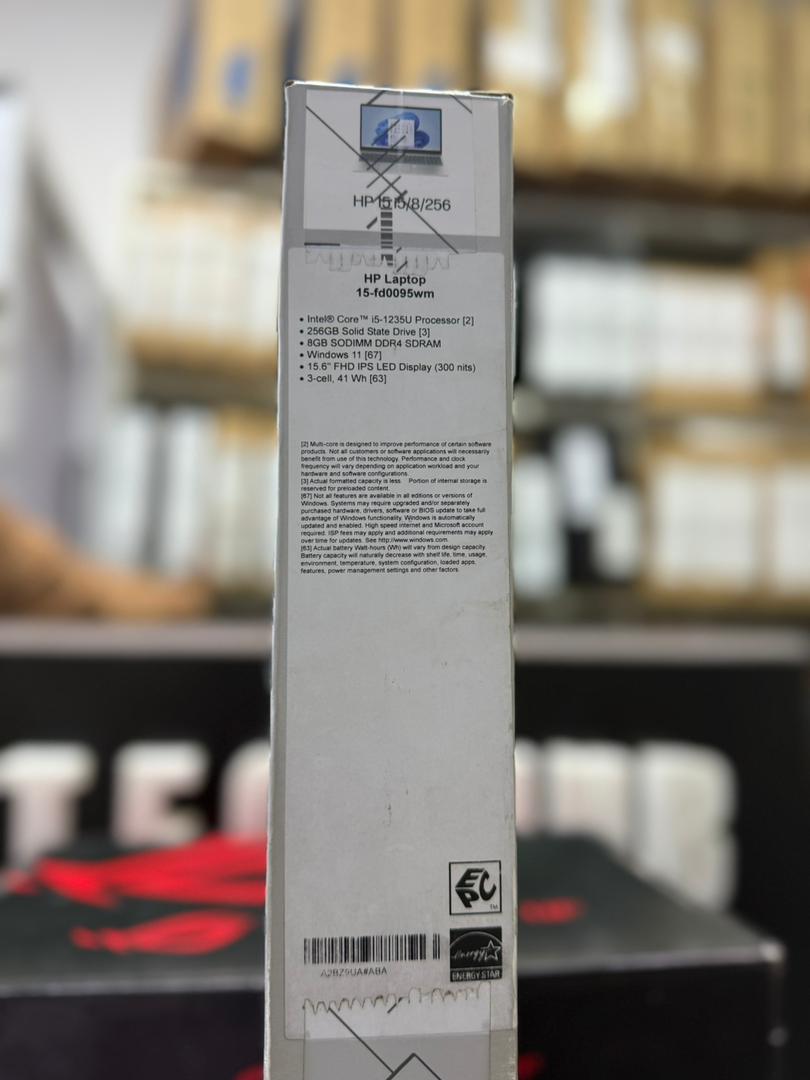 HP 15 i5/8/256
HP Laptop
15-fd0095wm
• Intel® Core™ i5-1235U Processor [2]
• 256GB Solid State Drive [3]
• 8GB SODIMM DDR4 SDRAM
• Windows 11 [67]
• 15.6" FHD IPS LED Display (300 nits)
• 3-cell, 41 Wh [63]
[2] Multi-core is designed to improve performance of certain software
products. Not all customers or software applications will necessarily
benefit from use of this technology. Performance and clock
frequency will vary depending on application workload and your
hardware and software configurations.
[3] Actual formatted capacity is less. Portion of internal storage is
reserved for preloaded content.
[67] Not all features are available in all editions or versions of
Windows. Systems may require upgraded and/or separately
purchased hardware, drivers, software or BIOS update to take full
advantage of Windows functionality. Windows is automatically
updated and enabled. High speed internet and Microsoft account
required. ISP fees may apply and additional requirements may apply
over time for updates. See http://www.windows.com.
[63] Actual battery Watt-hours (Wh) will vary from design capacity.
Battery capacity will naturally decrease with shelf life, time, usage,
environment, temperature, system configuration, loaded apps,
features, power management settings and other factors.
EPC
TM
energy
ENERGY STAR
A2BZ9UA#ABA